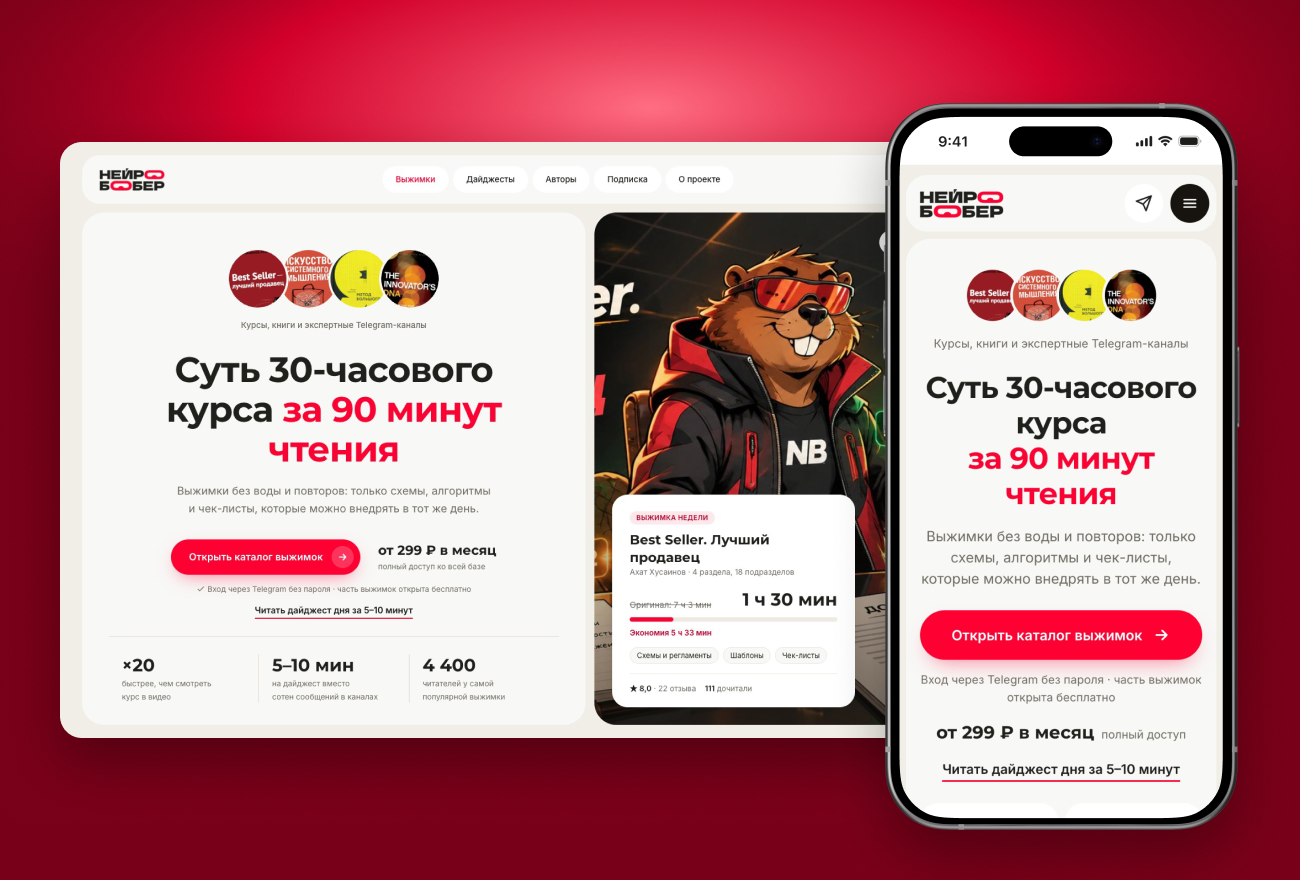 НЕЙРО
БОБЕР
Выжимки
Дайджесты
Авторы
Подписка
О проекте
Best Seller
лучший продавец
ИСКУССТВО
СИСТЕМНОГО
МЫШЛЕНИЯ
THE
INNOVATOR'S
DNA
Курсы, книги и экспертные Telegram-каналы
Суть 30-часового
курса за 90 минут
чтения
Выжимки без воды и повторов: только схемы, алгоритмы
и чек-листы, которые можно внедрять в тот же день.
Открыть каталог выжимок →
от 299 ₽ в месяц
полный доступ ко всей базе
✓ Вход через Telegram без пароля · часть выжимок открыта бесплатно
Читать дайджест дня за 5–10 минут
×20
быстрее, чем смотреть
курс в видео
5–10 мин
на дайджест вместо
сотен сообщений в каналах
4 400
читателей у самой
популярной выжимки
er.
4
NB
ВЫЖИМКА НЕДЕЛИ
Best Seller. Лучший
продавец
Ахат Хусаинов · 4 раздела, 18 подразделов
Оригинал: 7 ч 3 мин
1 ч 30 мин
Экономия 5 ч 33 мин
Схемы и регламенты
Шаблоны
Чек-листы
★ 8,0 · 22 отзыва 111 дочитали
9:41
НЕЙРО
БОБЕР
Best Seller
лучший продавец
ИСКУССТВО
СИСТЕМНОГО
МЫШЛЕНИЯ
THE
INNOVATOR'S
DNA
Курсы, книги и экспертные Telegram-каналы
Суть 30-часового
курса
за 90 минут
чтения
Выжимки без воды и повторов: только
схемы, алгоритмы и чек-листы,
которые можно внедрять в тот же день.
Открыть каталог выжимок →
Вход через Telegram без пароля · часть выжимок
открыта бесплатно
от 299 ₽ в месяц полный доступ
Читать дайджест дня за 5–10 минут